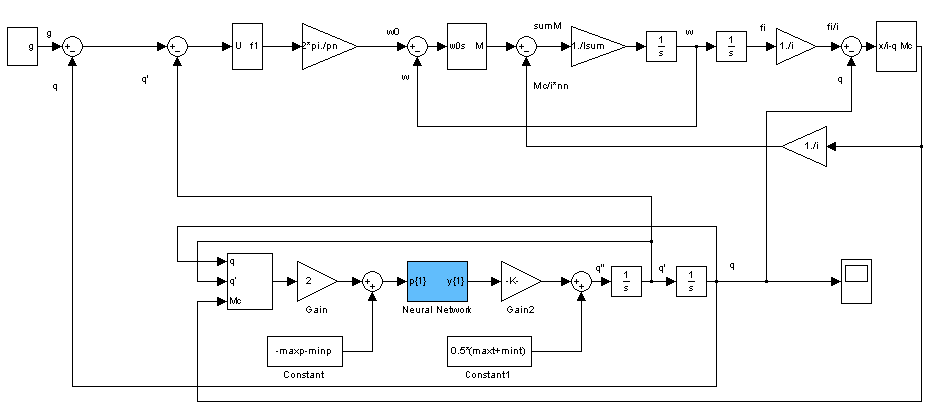 g
g
q
q'
U f1
2*pi./pn
w0
w
w0s M
sumM
Mc/i*nn
1./Isum
1
s
w
1
s
fi
1./i
fi/i
q
x/i-q Mc
1./i
q
q'
Mc
2
Gain
p{1} y{1}
Neural Network
-K-
Gain2
q''
1
s
q'
1
s
q
-maxp-minp
Constant
0.5*(maxt+mint)
Constant1